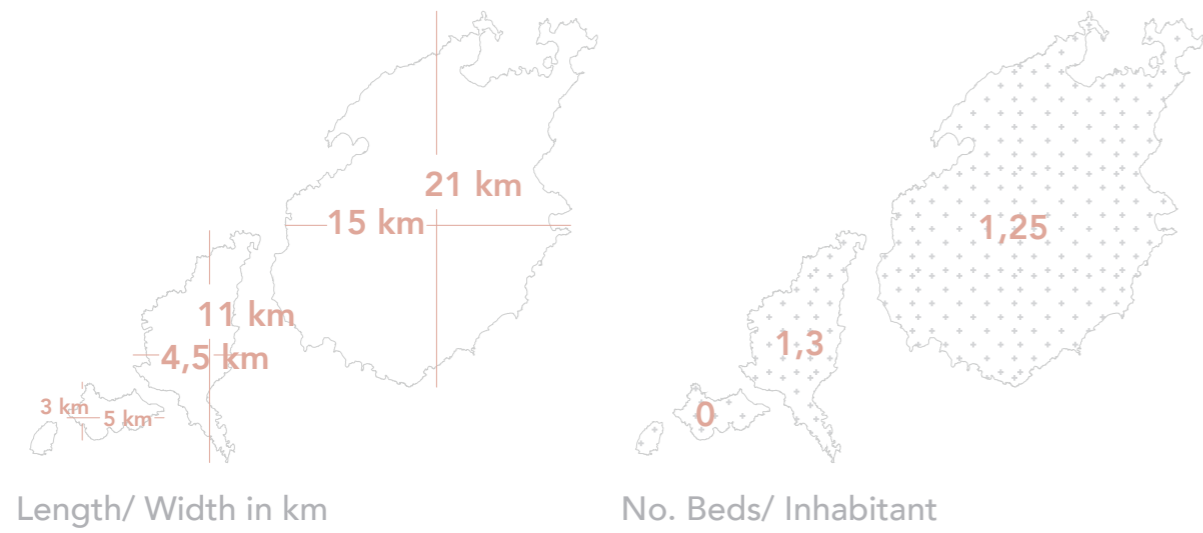 21 km
15 km
11 km
4,5 km
3 km
5 km
Length/ Width in km
1,25
1,3
0
No. Beds/ Inhabitant